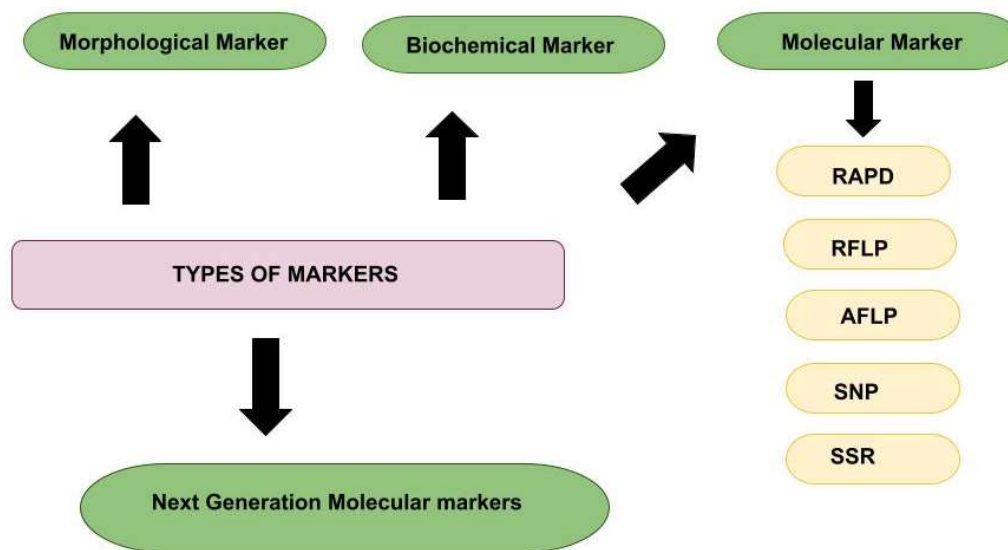 Morphological Marker
Biochemical Marker
Molecular Marker
RAPD
RFLP
TYPES OF MARKERS
AFLP
SNP
SSR
Next Generation Molecular markers